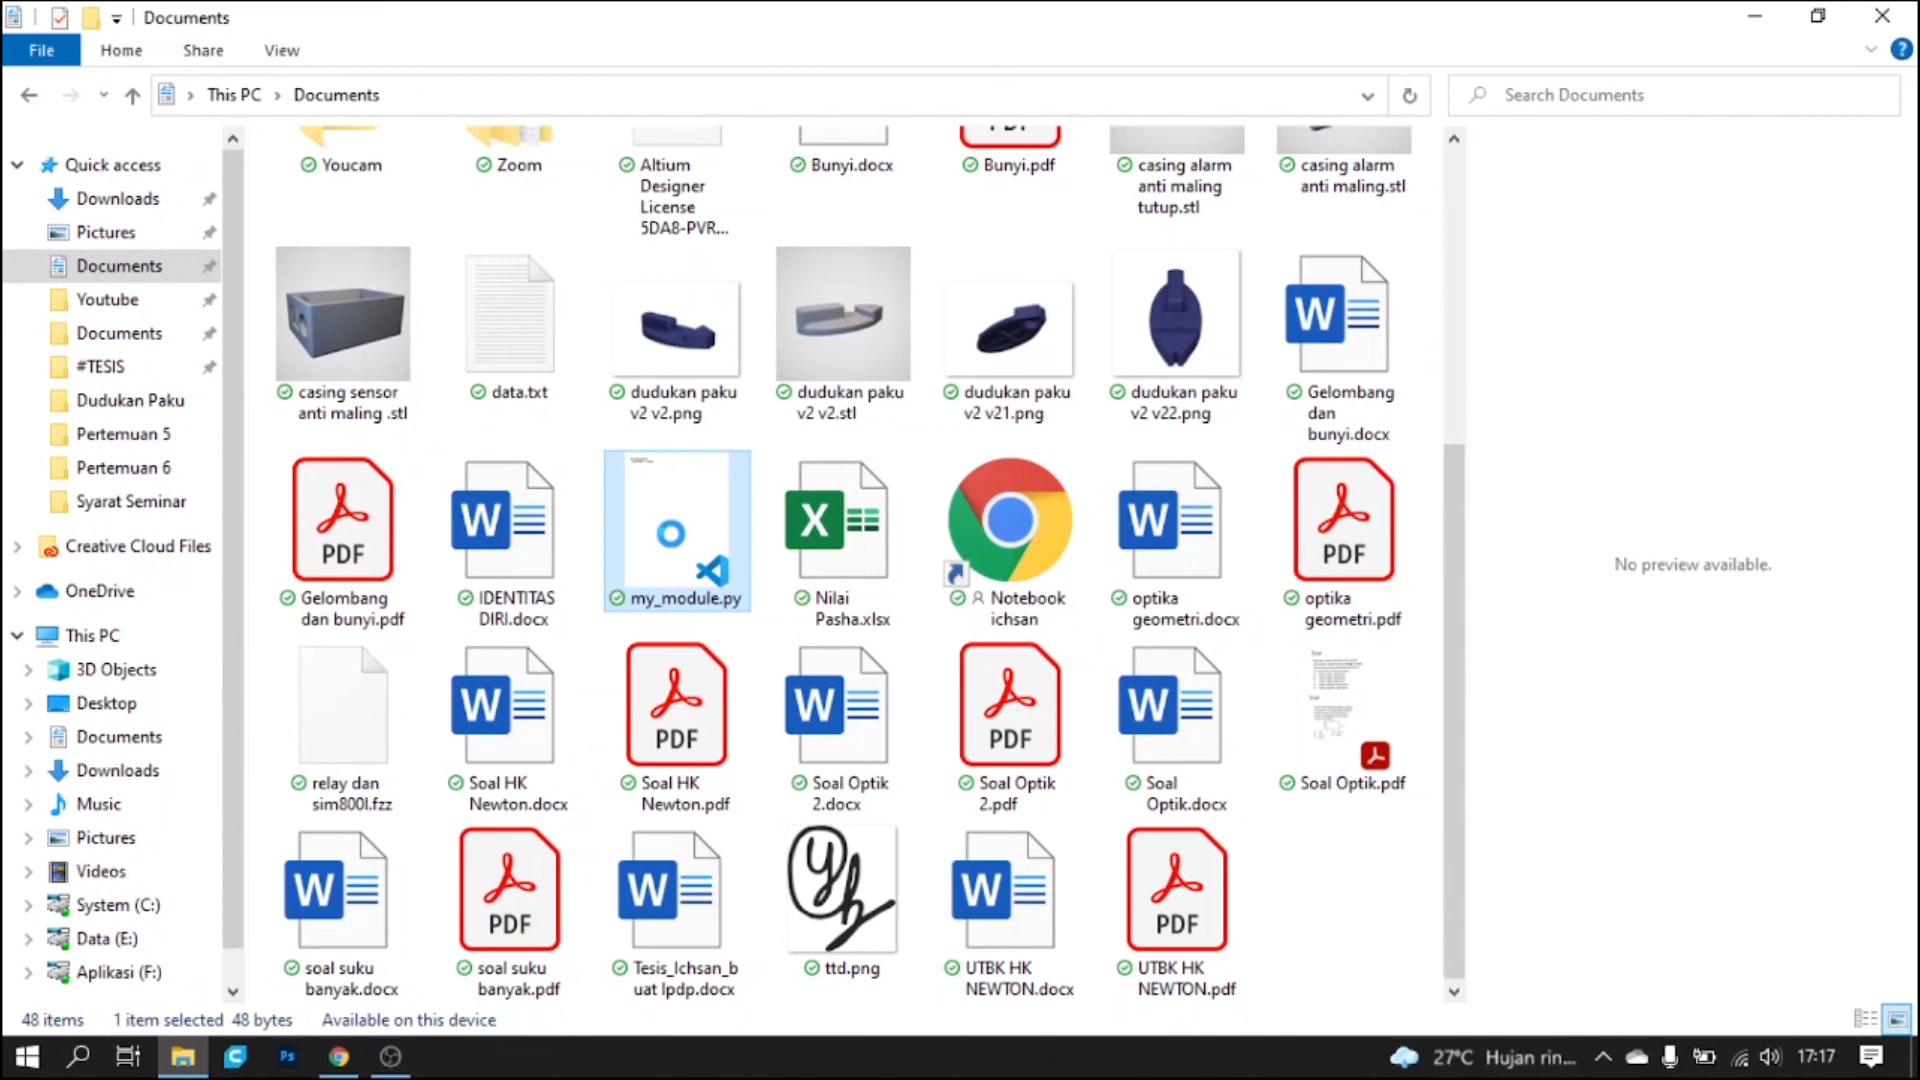 Documents
File Home Share View
This PC Documents
Search Documents
Quick access
Downloads
Pictures
Documents
Youtube
Documents
#TESIS
Dudukan Paku
Pertemuan 5
Pertemuan 6
Syarat Seminar
Creative Cloud Files
OneDrive
This PC
3D Objects
Desktop
Documents
Downloads
Music
Pictures
Videos
System (C:)
Data (E:)
Aplikasi (F:)
Youcam
Zoom
Altium
Designer
License
5DA8-PVR...
Bunyi.docx
PDF
Bunyi.pdf
casing alarm
anti maling
tutup.stl
casing alarm
anti maling.stl
casing sensor
anti maling .stl
data.txt
dudukan paku
v2 v2.png
dudukan paku
v2 v2.stl
dudukan paku
v2 v21.png
dudukan paku
v2 v22.png
W
Gelombang
dan
bunyi.docx
PDF
Gelombang
dan bunyi.pdf
W
IDENTITAS
DIRI.docx
my_module.py
X
Nilai
Pasha.xlsx
Notebook
ichsan
W
optika
geometri.docx
PDF
optika
geometri.pdf
relay dan
sim800l.fzz
W
Soal HK
Newton.docx
PDF
Soal HK
Newton.pdf
W
Soal Optik
2.docx
PDF
Soal Optik
2.pdf
W
Soal
Optik.docx
Soal Optik.pdf
W
soal suku
banyak.docx
PDF
soal suku
banyak.pdf
W
Tesis_Ichsan_b
uat lpdp.docx
ttd.png
W
UTBK HK
NEWTON.docx
PDF
UTBK HK
NEWTON.pdf
No preview available.
48 items 1 item selected 48 bytes Available on this device
Ps
27°C Hujan rin... 17:17